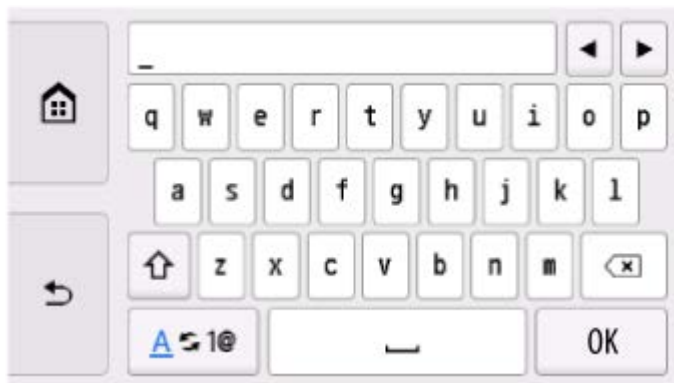 _
q w e r t y u i o p
a s d f g h j k l
z x c v b n m
A 1@ OK